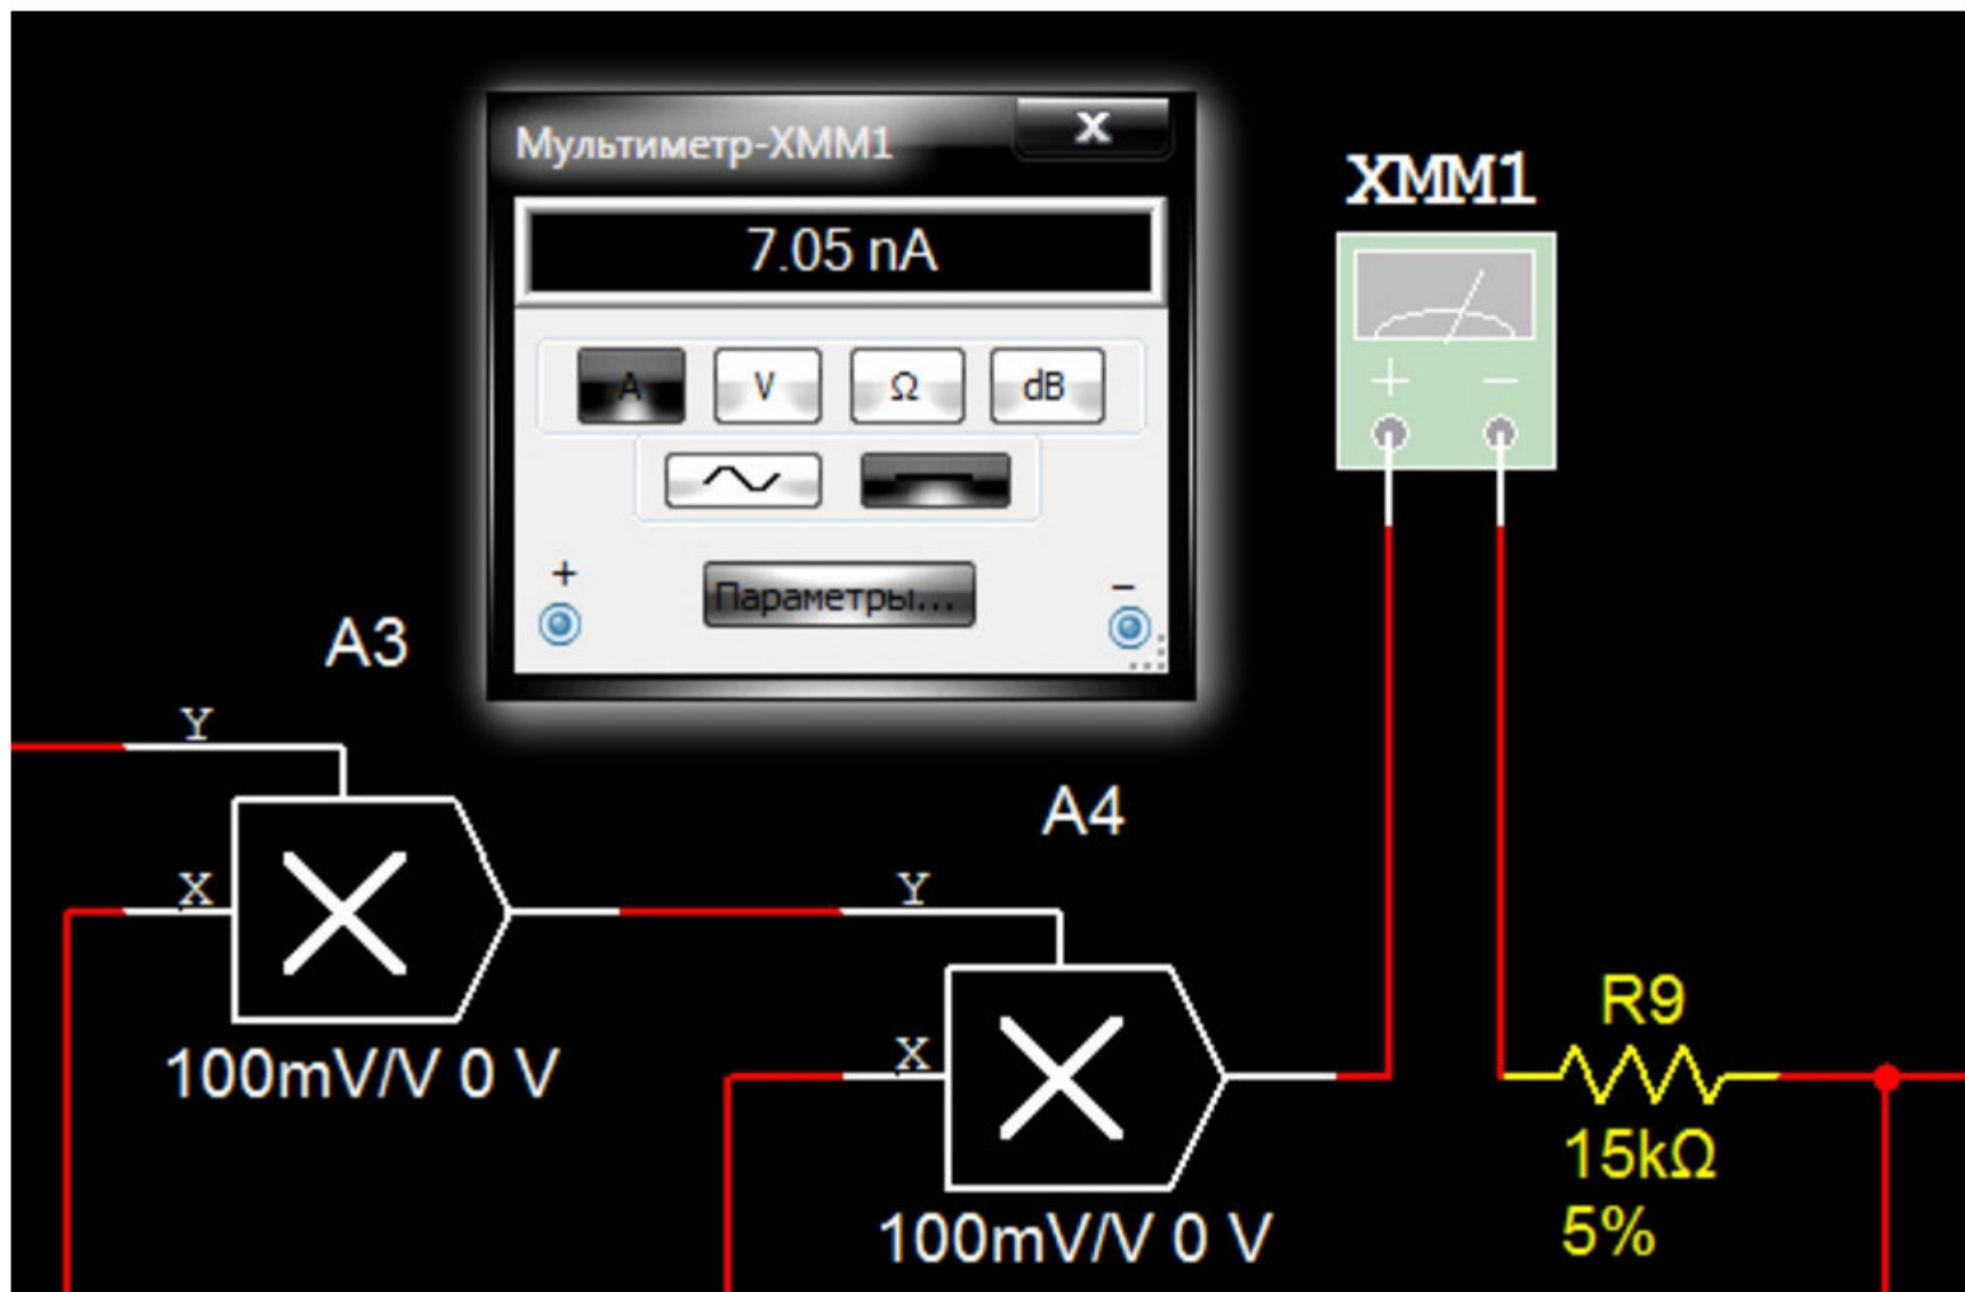 Мультиметр-XMM1
X
XMM1
7.05 nA
A
V
Ω
dB
+
−
+
−
Параметры...
A3
Y
X
100mV/V 0 V
A4
Y
X
100mV/V 0 V
R9
15kΩ
5%